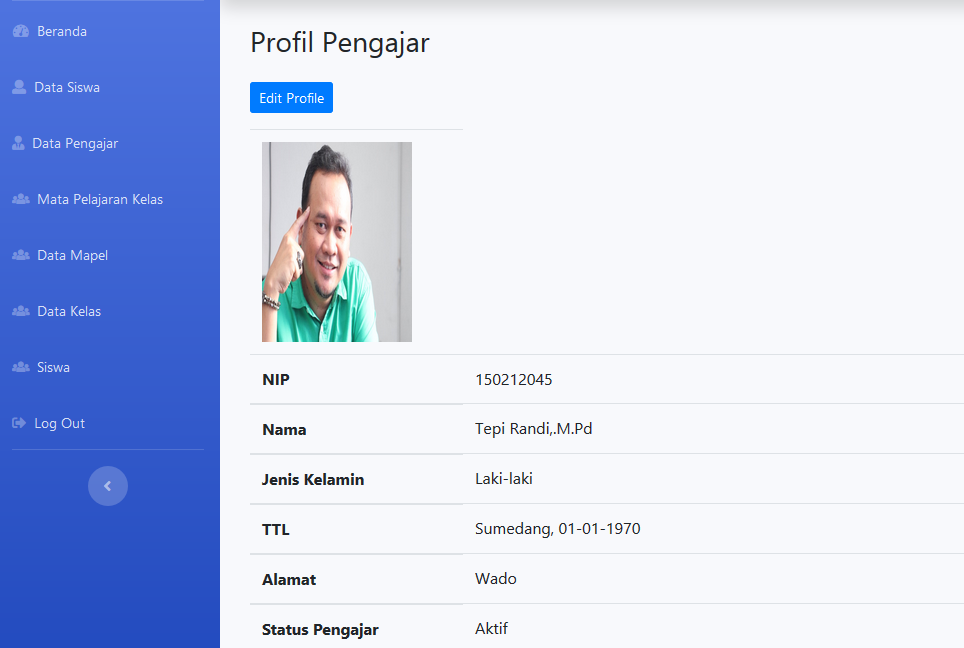 Beranda
Data Siswa
Data Pengajar
Mata Pelajaran Kelas
Data Mapel
Data Kelas
Siswa
Log Out
Profil Pengajar
Edit Profile
NIP 150212045
Nama Tepi Randi,.M.Pd
Jenis Kelamin Laki-laki
TTL Sumedang, 01-01-1970
Alamat Wado
Status Pengajar Aktif